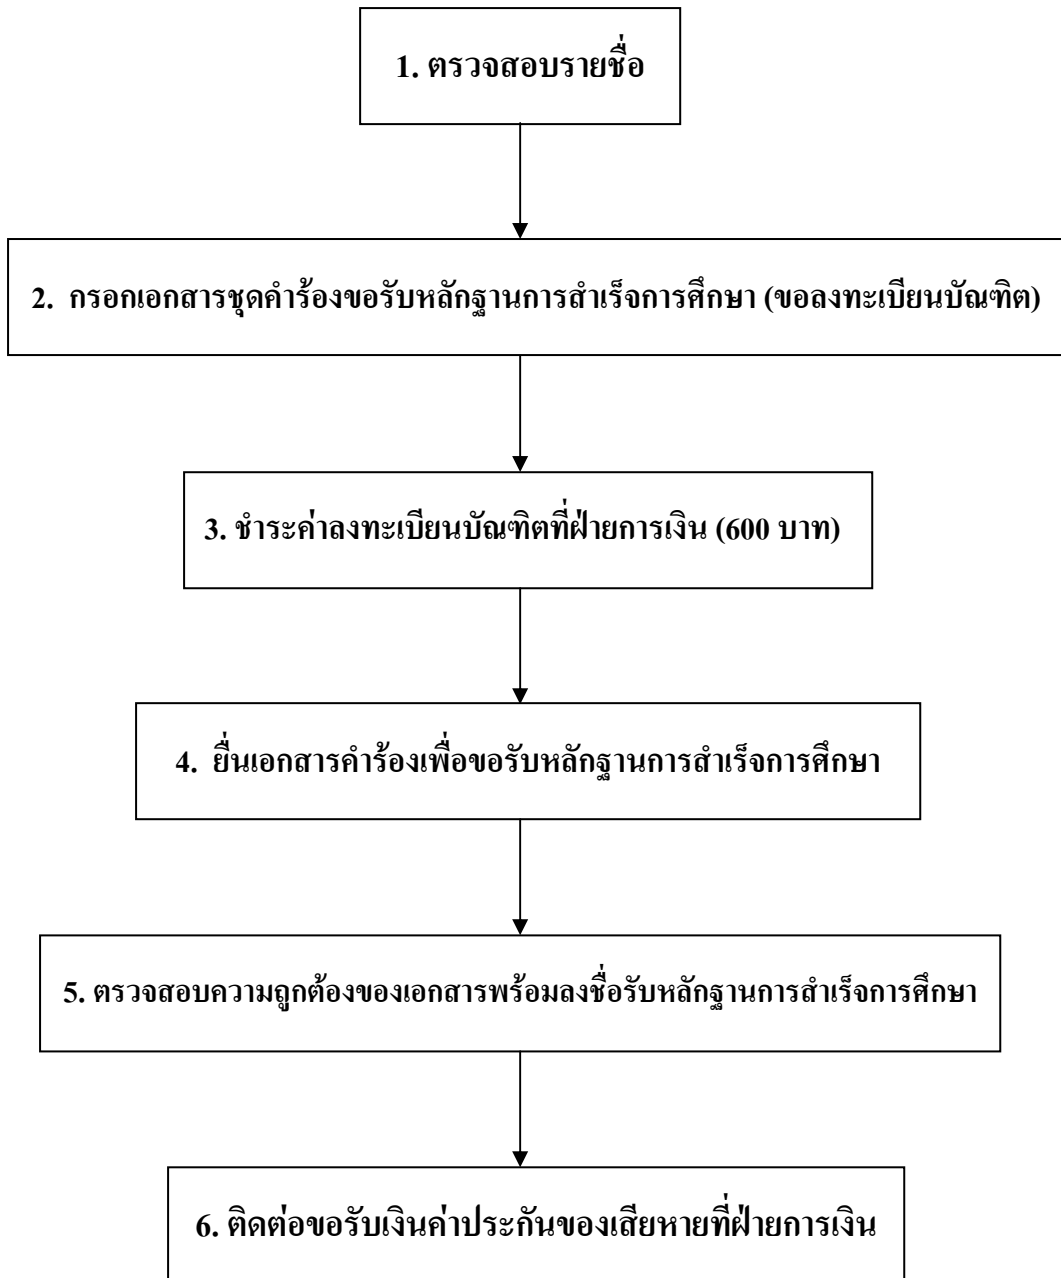 1. ตรวจสอบรายชื่อ
2. กรอกเอกสารชุดคำร้องขอรับหลักฐานการสำเร็จการศึกษา (ขอลงทะเบียนบัณฑิต)
3. ชำระค่าลงทะเบียนบัณฑิตที่ฝ่ายการเงิน (600 บาท)
4. ยื่นเอกสารคำร้องเพื่อขอรับหลักฐานการสำเร็จการศึกษา
5. ตรวจสอบความถูกต้องของเอกสารพร้อมลงชื่อรับหลักฐานการสำเร็จการศึกษา
6. ติดต่อขอรับเงินค่าประกันของเสียหายที่ฝ่ายการเงิน